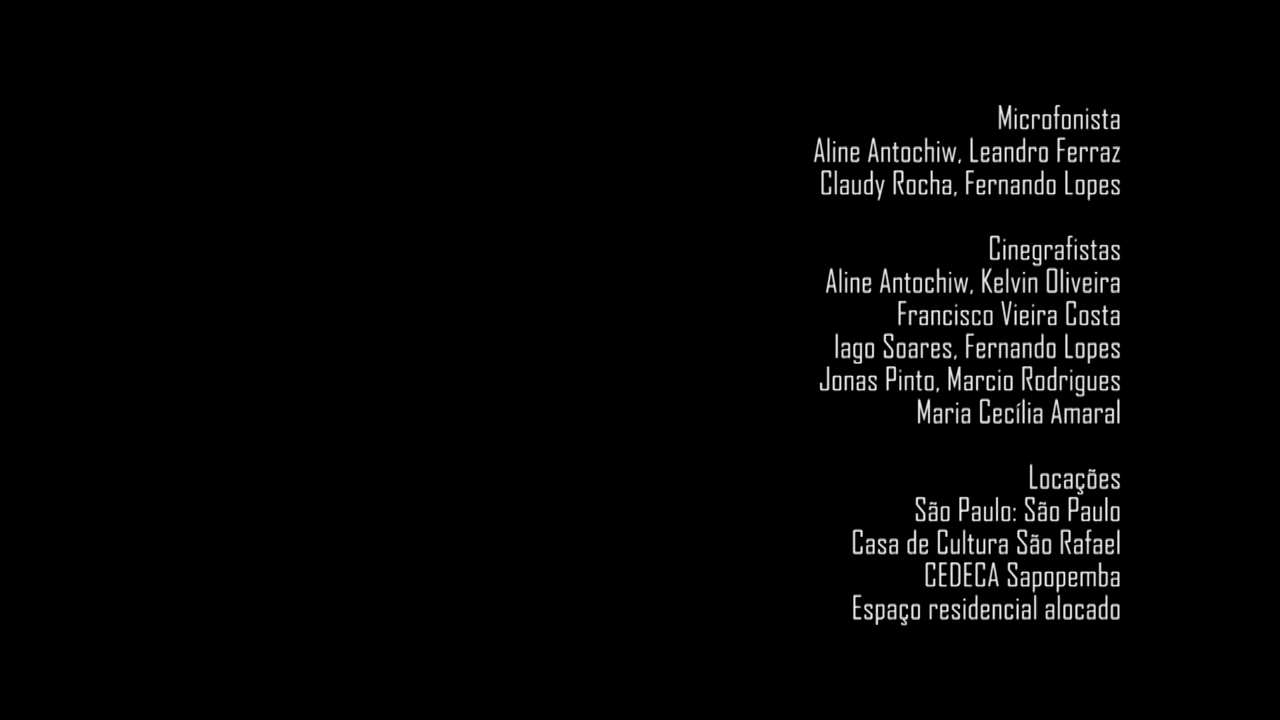 Microfonista
Aline Antochiw, Leandro Ferraz
Claudy Rocha, Fernando Lopes
Cinegrafistas
Aline Antochiw, Kelvin Oliveira
Francisco Vieira Costa
Iago Soares, Fernando Lopes
Jonas Pinto, Marcio Rodrigues
Maria Cecília Amaral
Locações
São Paulo: São Paulo
Casa de Cultura São Rafael
CEDECA Sapopemba
Espaço residencial alocado